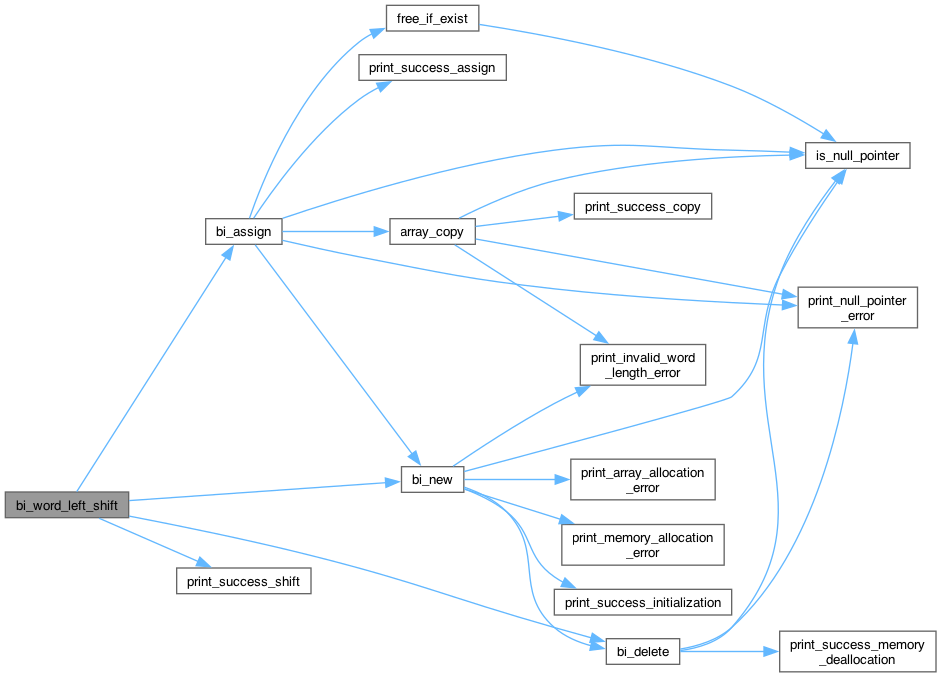 free_if_exist
print_success_assign
is_null_pointer
print_success_copy
bi_assign
array_copy
print_null_pointer
_error
print_invalid_word
_length_error
bi_new
print_array_allocation
_error
bi_word_left_shift
print_memory_allocation
_error
print_success_shift
print_success_initialization
bi_delete
print_success_memory
_deallocation